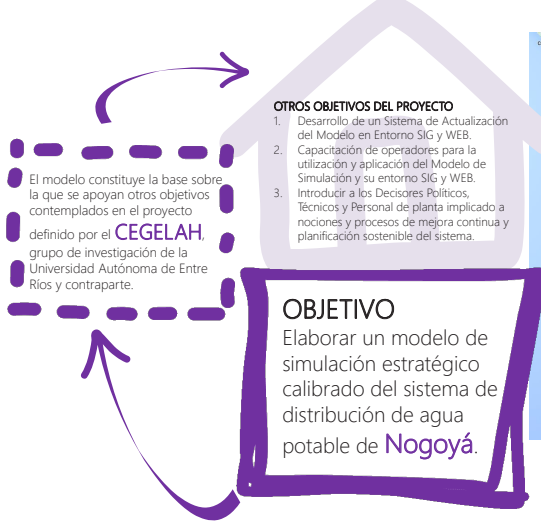 OTROS OBJETIVOS DEL PROYECTO
1. Desarrollo de un Sistema de Actualización
del Modelo en Entorno SIG y WEB.
2. Capacitación de operadores para la
utilización y aplicación del Modelo de
Simulación y su entorno SIG y WEB.
3. Introducir a los Decisores Políticos,
Técnicos y Personal de planta implicado a
nociones y procesos de mejora continua y
planificación sostenible del sistema.
El modelo constituye la base sobre
la que se apoyan otros objetivos
contemplados en el proyecto
definido por el CEGELAH,
grupo de investigación de la
Universidad Autónoma de Entre
Ríos y contraparte.
OBJETIVO
Elaborar un modelo de
simulación estratégico
calibrado del sistema de
distribución de agua
potable de Nogoyá.